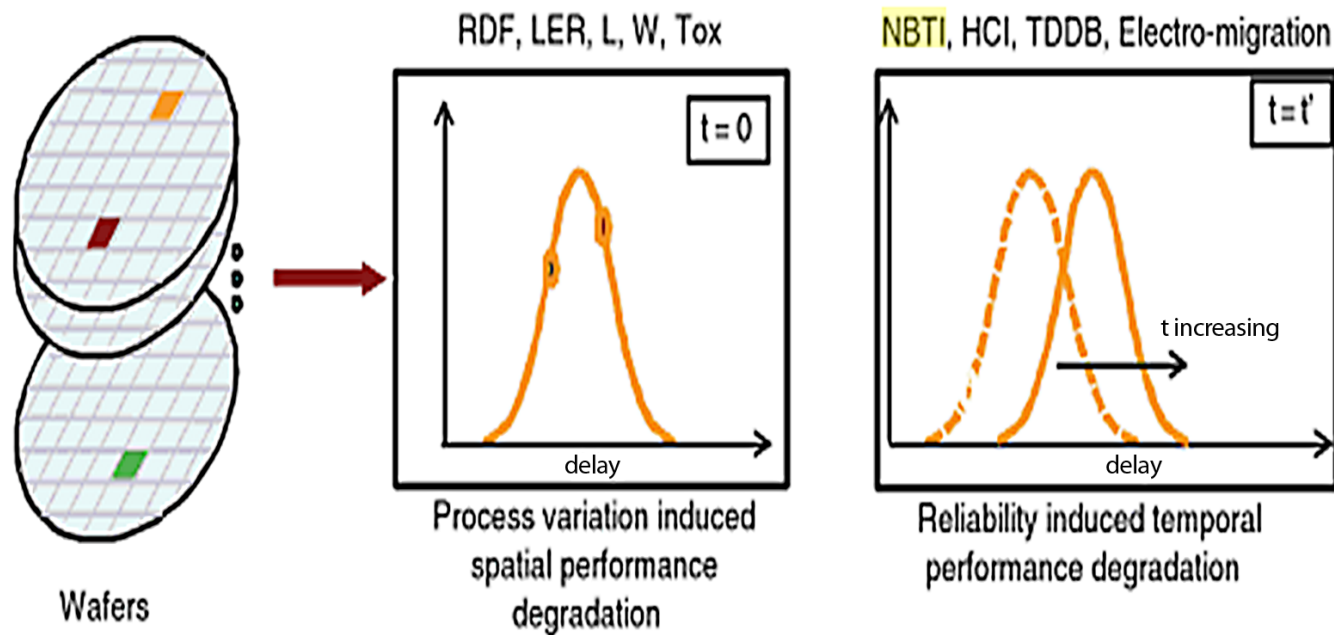 RDF, LER, L, W, Tox
NBTI, HCI, TDDB, Electro-migration
t = 0
t = t'
t increasing
delay
delay
Process variation induced
spatial performance
degradation
Reliability induced temporal
performance degradation
Wafers